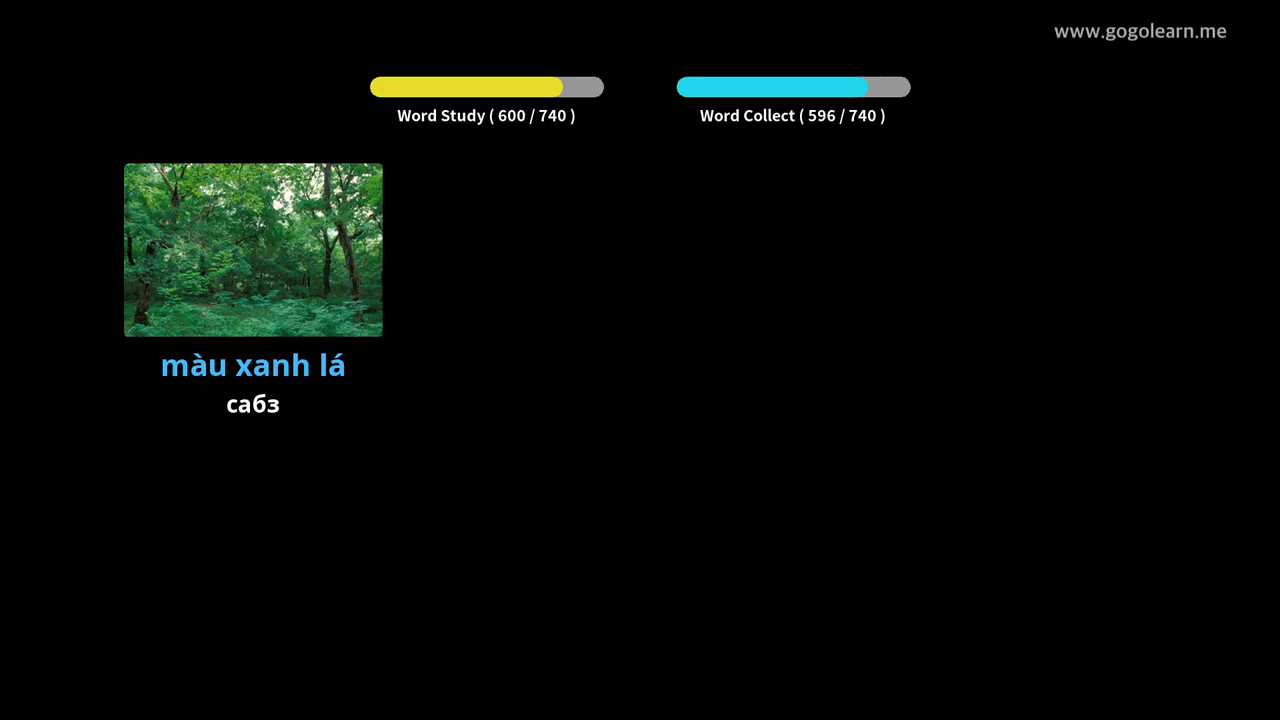 www.gogolearn.me
Word Study ( 600 / 740 )
Word Collect ( 596 / 740 )
màu xanh lá
сабз